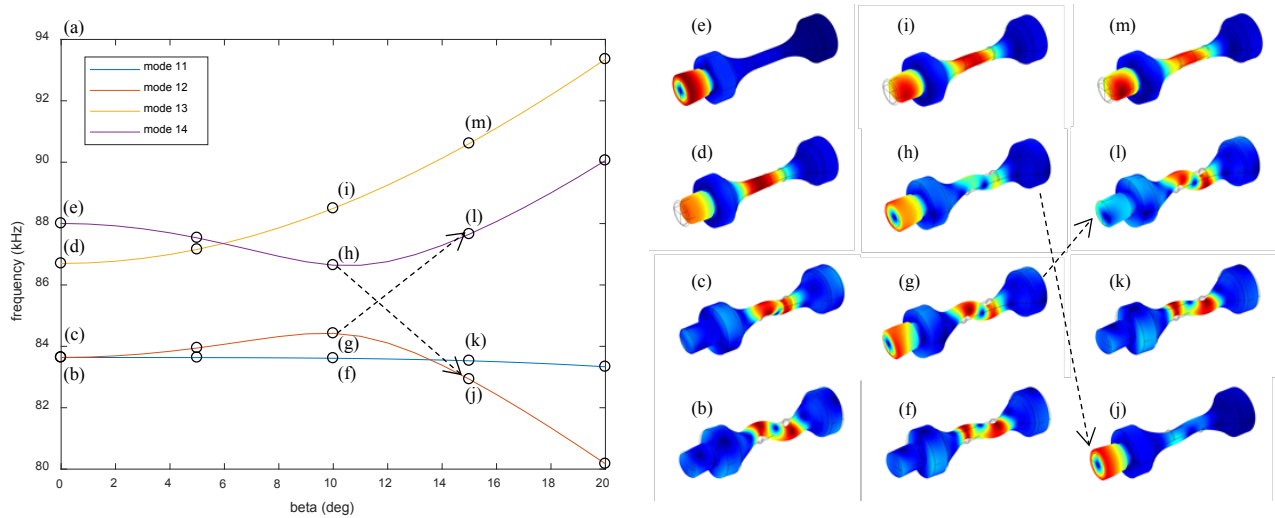 (a)
94
92
90
88
86
84
82
80
0
2
4
6
8
10
12
14
16
18
20
frequency (kHz)
beta (deg)
mode 11
mode 12
mode 13
mode 14
(e)
(d)
(c)
(b)
(i)
(h)
(g)
(f)
(m)
(l)
(k)
(j)
(e)
(i)
(m)
(d)
(h)
(l)
(c)
(g)
(k)
(b)
(f)
(j)